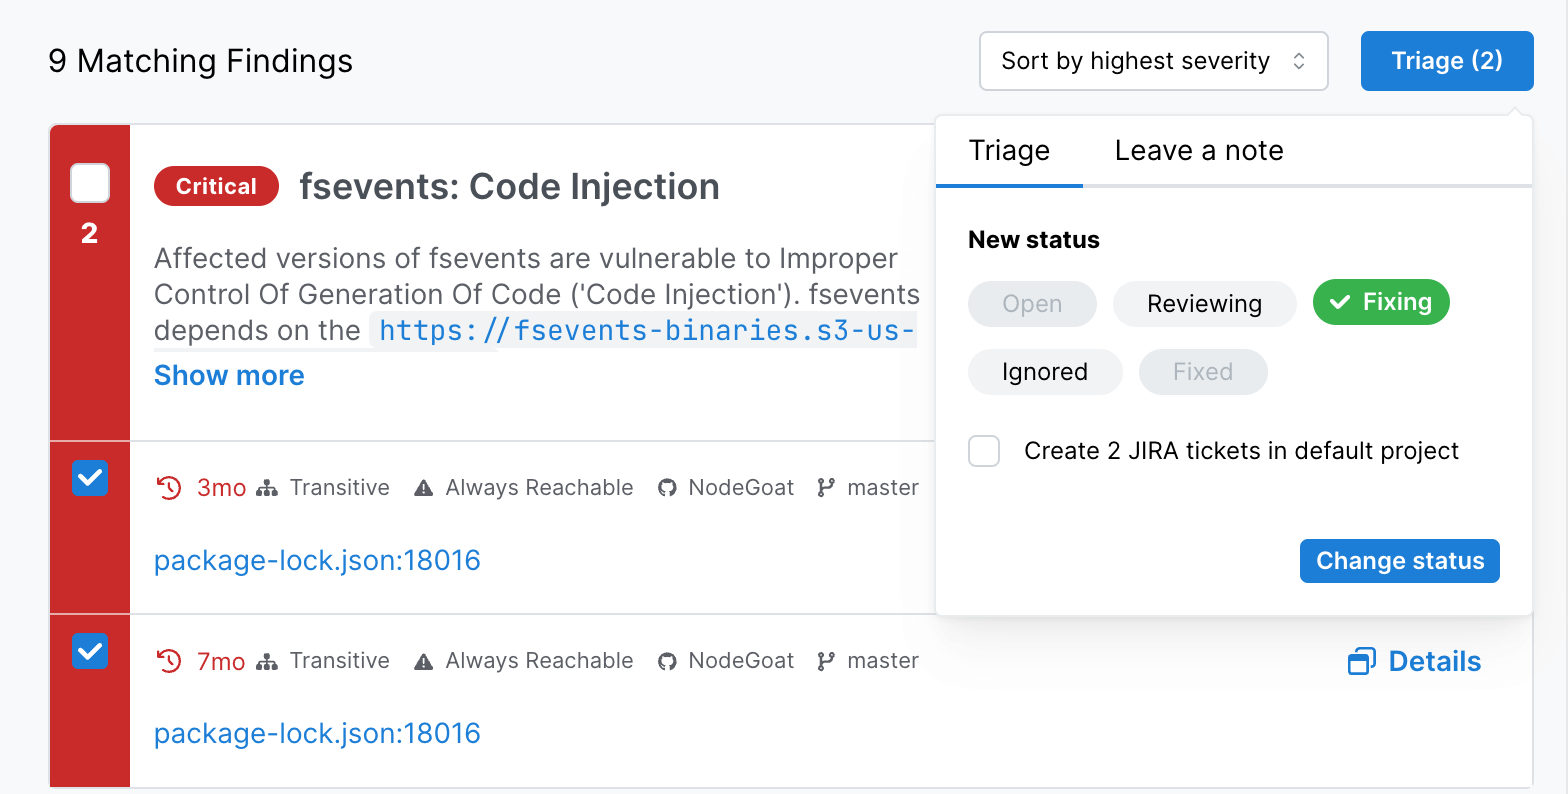 9 Matching Findings
Sort by highest severity
Triage (2)
Triage
Leave a note
New status
Open
Reviewing
Fixing
Ignored
Fixed
Create 2 JIRA tickets in default project
Change status
2
Critical
fsevents: Code Injection
Affected versions of fsevents are vulnerable to Improper
Control Of Generation Of Code ('Code Injection'). fsevents
depends on the https://fsevents-binaries.s3-us-
Show more
3mo Transitive Always Reachable NodeGoat master
package-lock.json:18016
7mo Transitive Always Reachable NodeGoat master
Details
package-lock.json:18016